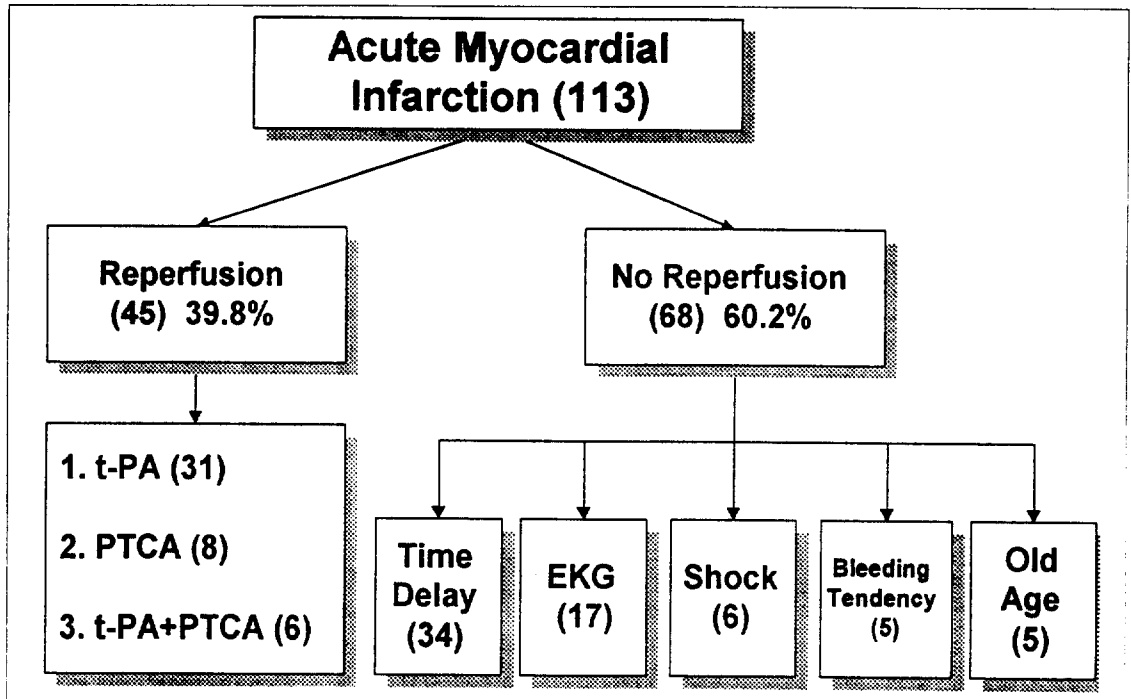 Acute Myocardial
Infarction (113)
Reperfusion
(45) 39.8%
No Reperfusion
(68) 60.2%
1. t-PA (31)
2. PTCA (8)
3. t-PA+PTCA (6)
Time
Delay
(34)
EKG
(17)
Shock
(6)
Bleeding
Tendency
(5)
Old
Age
(5)